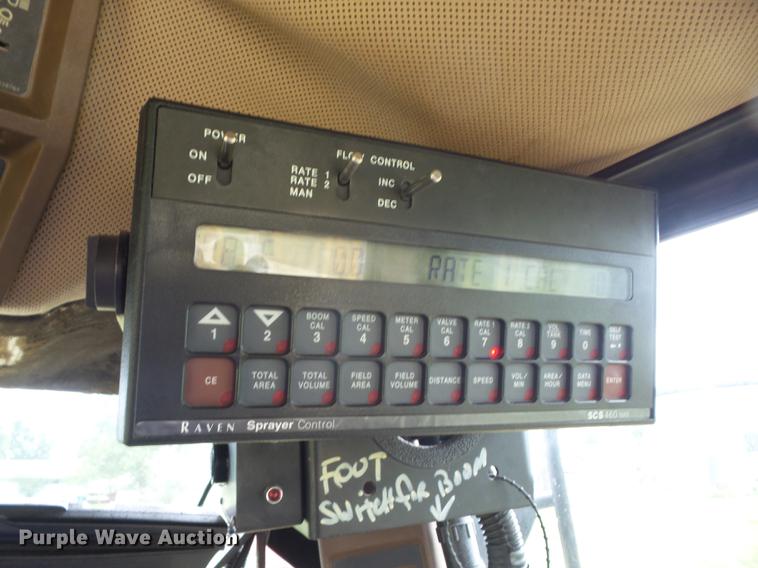 POWER
ON
OFF
FLOW CONTROL
RATE 1
RATE 2
MAN
INC
DEC
RATE 1 CAL
1
2
BOOM CAL 3
SPEED CAL 4
METER CAL 5
VALVE CAL 6
RATE 1 CAL 7
RATE 2 CAL 8
VOL TANK 9
TIME 0
SELF TEST
CE
TOTAL AREA
TOTAL VOLUME
FIELD AREA
FIELD VOLUME
DISTANCE
SPEED
VOL/MIN
AREA/HOUR
DATA MENU
ENTER
RAVEN Sprayer Control
SCS 460
FOOT
SWITCH FOR BOOM
Purple Wave Auction